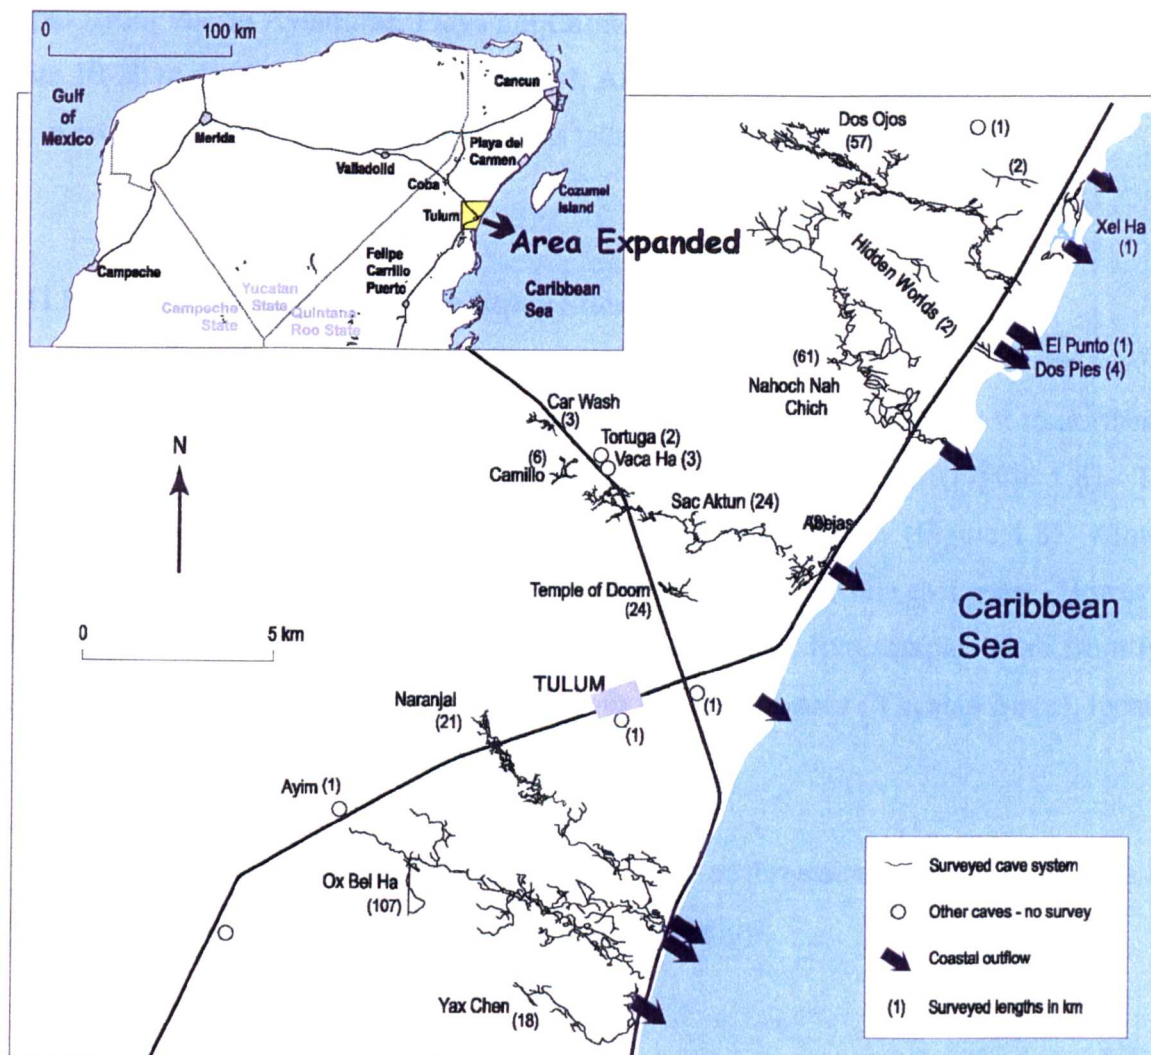 0 100 km
Gulf
of
Mexico
Cancun
Merida
Valladolid
Playa del
Carmen
Coba
Cozumel
Island
Tulum
Area Expanded
Felipe
Carrillo
Puerto
Campeche
Yucatan
State
Campeche
State
Quintana
Roo State
Caribbean
Sea
Dos Ojos
(57)
(1)
(2)
Xel Ha
(1)
Hidden Worlds (2)
El Punto (1)
Dos Pies (4)
(61)
Nahoch Nah
Chich
Car Wash
(3)
Tortuga (2)
Vaca Ha (3)
(6)
Camillo
N
Sac Aktun (24)
Temple of Doom
(24)
0 5 km
Caribbean
Sea
TULUM
(1)
(1)
Naranjal
(21)
Ayim (1)
Ox Bel Ha
(107)
Yax Chen
(18)
Surveyed cave system
Other caves - no survey
Coastal outflow
(1) Surveyed lengths in km